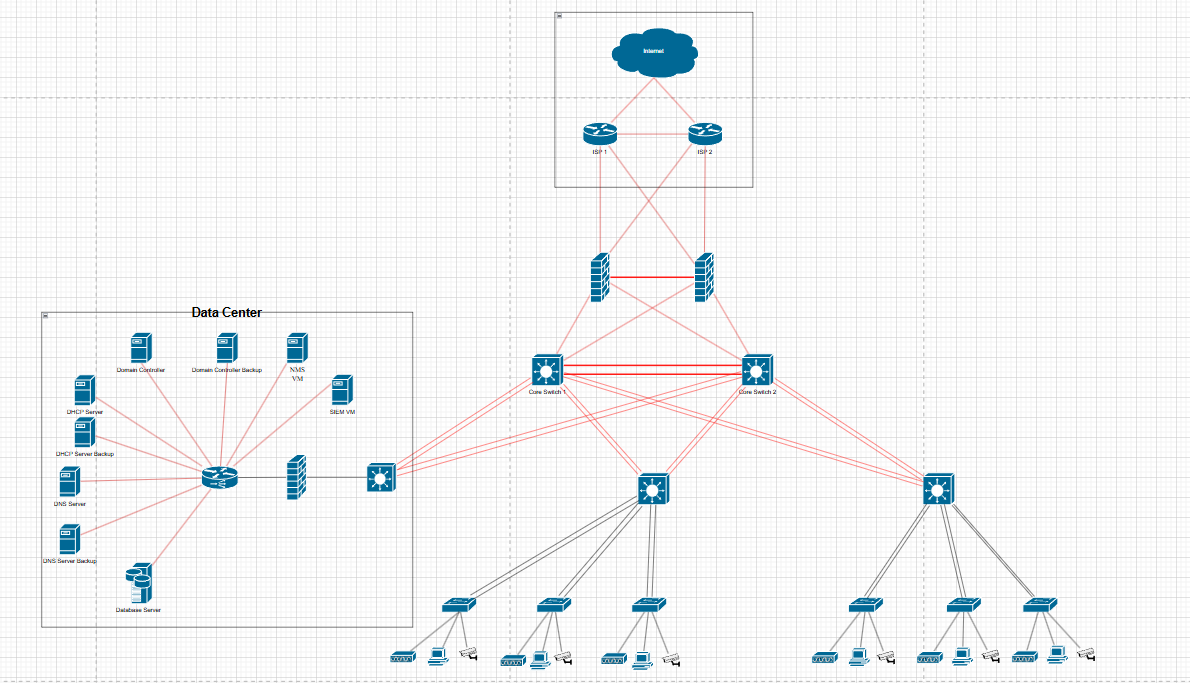 Internet
ISP 1
ISP 2
Data Center
Domain Controller
Domain Controller Backup
NMS
VM
DHCP Server
SIEM VM
DHCP Server Backup
DNS Server
DNS Server Backup
Database Server
Core Switch 1
Core Switch 2